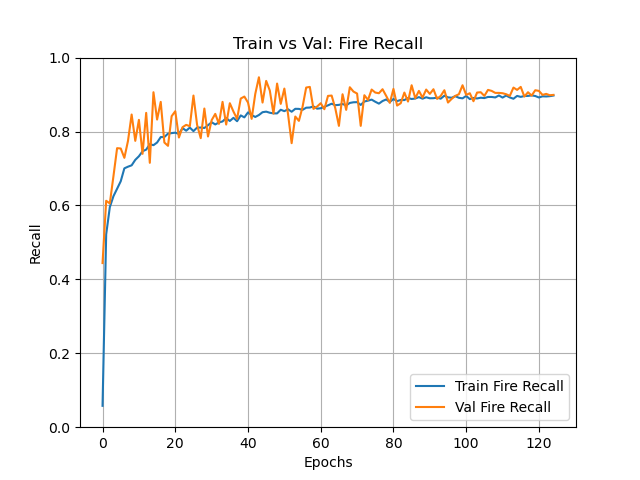 Train vs Val: Fire Recall
1.0
0.8
0.6
0.4
0.2
0.0
Recall
0 20 40 60 80 100 120
Epochs
Train Fire Recall
Val Fire Recall